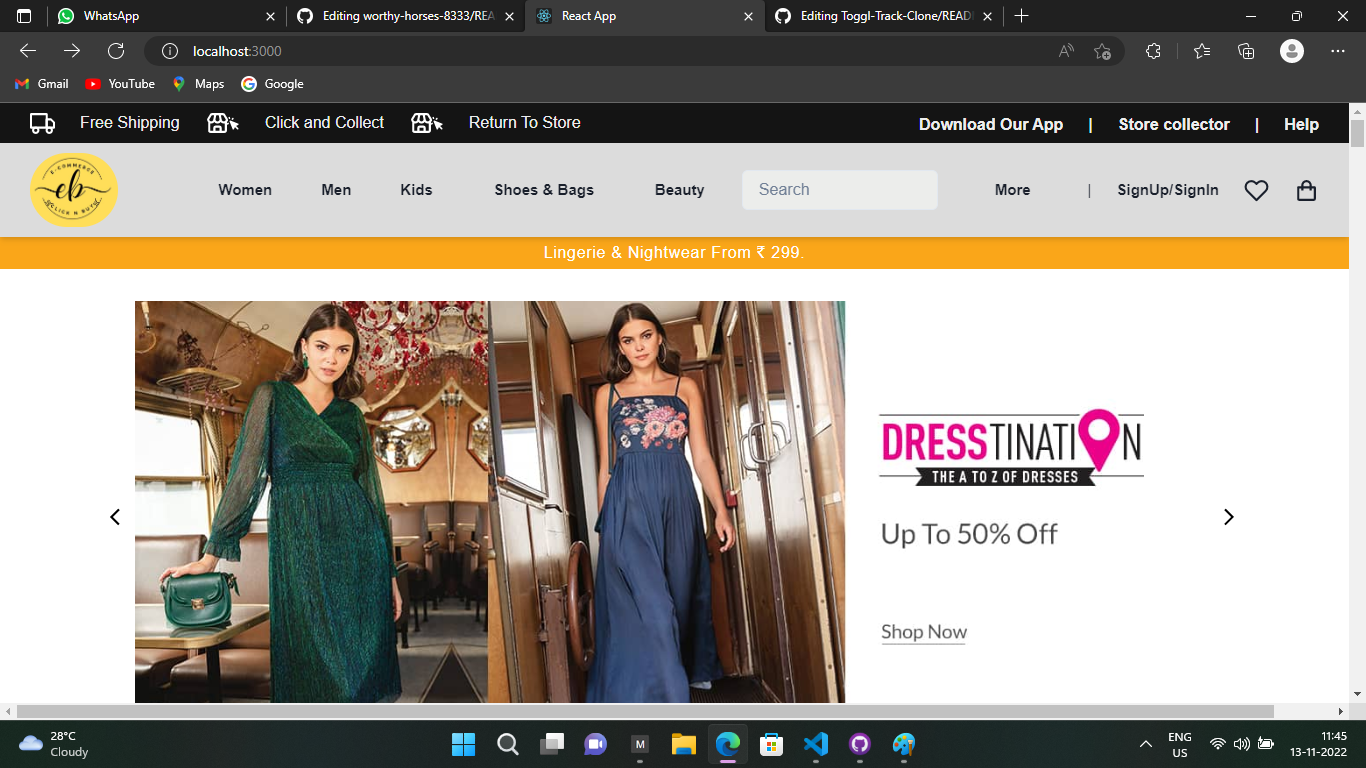 WhatsApp
Editing worthy-horses-8333/REA
React App
Editing Toggl-Track-Clone/READ
localhost:3000
Gmail
YouTube
Maps
Google
Free Shipping
Click and Collect
Return To Store
Download Our App | Store collector | Help
E-COMMERCE
eb
CLICK N BUY
Women
Men
Kids
Shoes & Bags
Beauty
Search
More
|
SignUp/SignIn
Lingerie & Nightwear From ₹ 299.
DRESSTINATION
THE A TO Z OF DRESSES
Up To 50% Off
Shop Now
28°C
Cloudy
M
ENG
US
11:45
13-11-2022